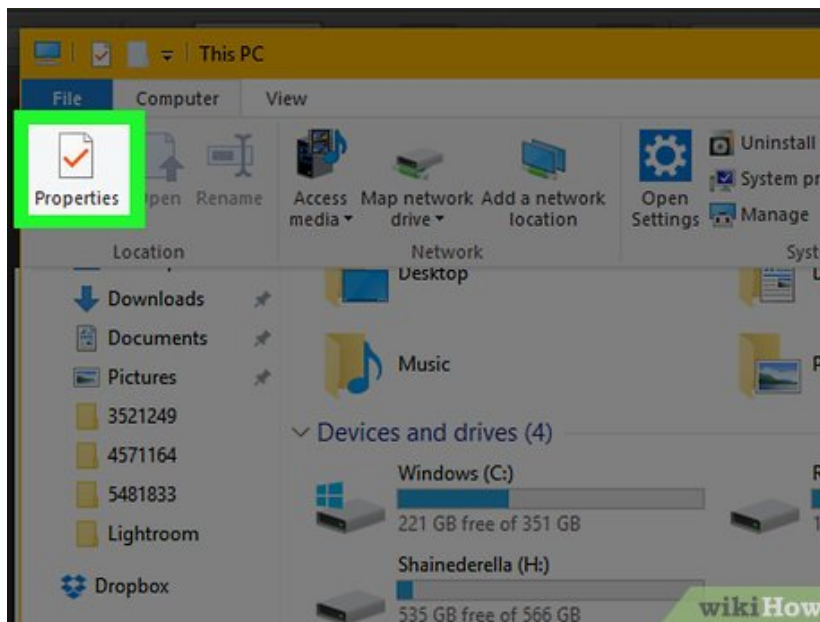 This PC
File Computer View
Properties Open Rename
Access media Map network drive Add a network location
Open Settings
Uninstall
System pr
Manage
Location Network Syst
Desktop
Downloads
Documents
Music
Pictures
3521249
4571164
5481833
Lightroom
Dropbox
Devices and drives (4)
Windows (C:)
221 GB free of 351 GB
Shainederella (H:)
535 GB free of 566 GB
wikiHow